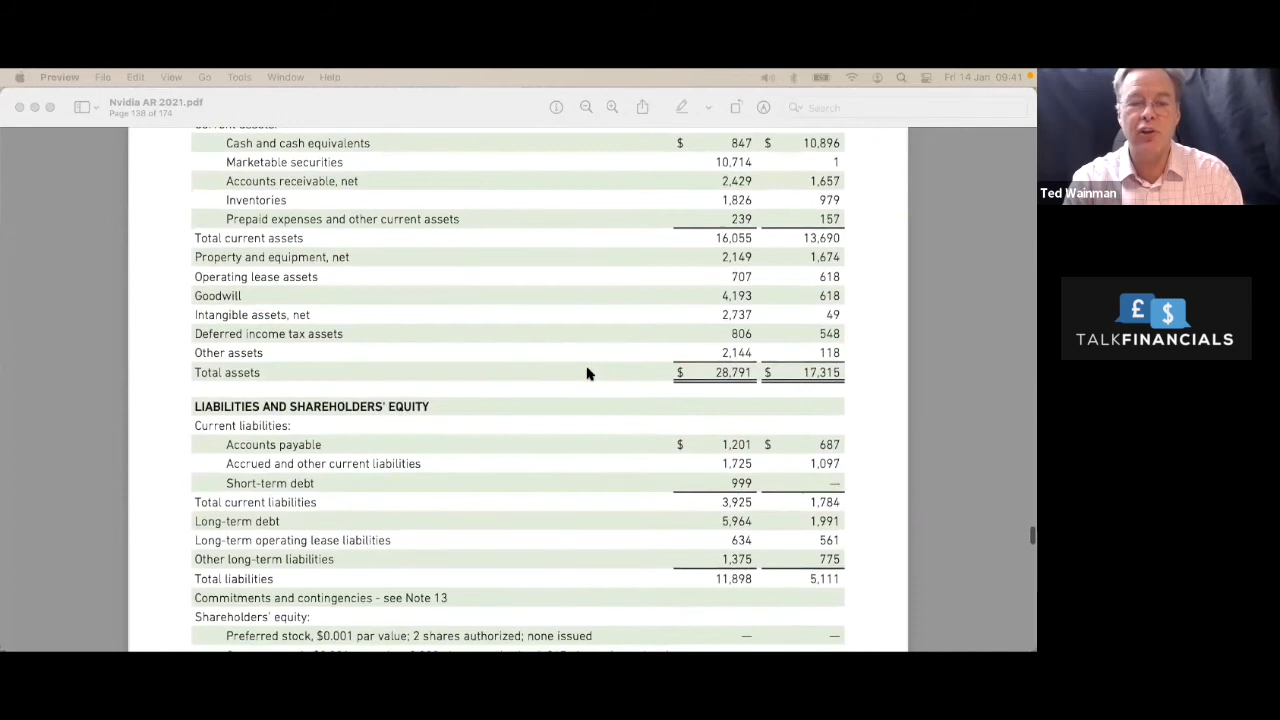 Preview File Edit View Go Tools Window Help Fri 14 Jan 09:41
Nvidia AR 2021.pdf
Page 138 of 174
Search
Ted Wainman
£ $
TALKFINANCIALS
Current assets:
Cash and cash equivalents $ 847 $ 10,896
Marketable securities 10,714 1
Accounts receivable, net 2,429 1,657
Inventories 1,826 979
Prepaid expenses and other current assets 239 157
Total current assets 16,055 13,690
Property and equipment, net 2,149 1,674
Operating lease assets 707 618
Goodwill 4,193 618
Intangible assets, net 2,737 49
Deferred income tax assets 806 548
Other assets 2,144 118
Total assets $ 28,791 $ 17,315
LIABILITIES AND SHAREHOLDERS' EQUITY
Current liabilities:
Accounts payable $ 1,201 $ 687
Accrued and other current liabilities 1,725 1,097
Short-term debt 999 —
Total current liabilities 3,925 1,784
Long-term debt 5,964 1,991
Long-term operating lease liabilities 634 561
Other long-term liabilities 1,375 775
Total liabilities 11,898 5,111
Commitments and contingencies - see Note 13
Shareholders' equity:
Preferred stock, $0.001 par value; 2 shares authorized; none issued — —